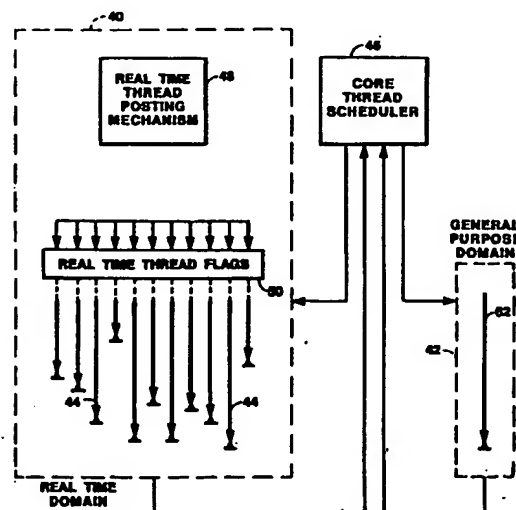 40
REAL TIME
THREAD
POSTING
MECHANISM
48
46
CORE
THREAD
SCHEDULER
REAL TIME THREAD FLAGS
50
44
44
REAL TIME
DOMAIN
GENERAL
PURPOSE
DOMAIN
52
42